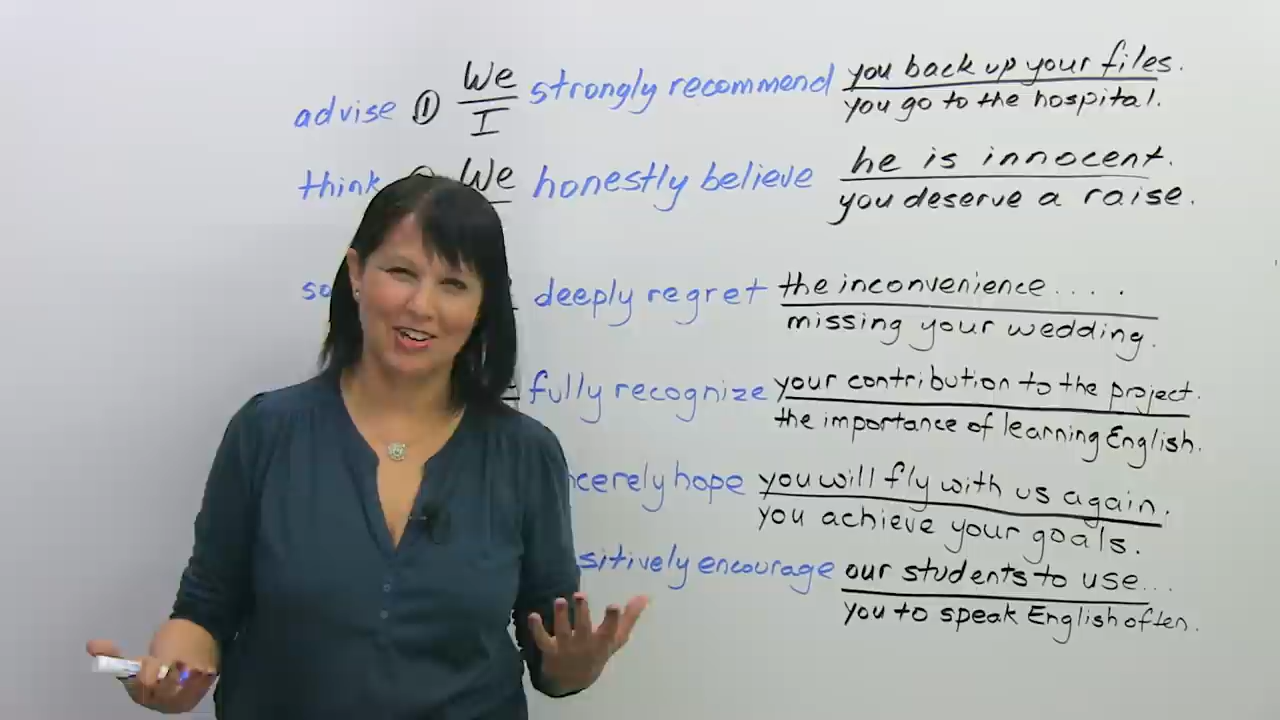 advise ① We strongly recommend you back up your files.
I you go to the hospital.
think We honestly believe he is innocent.
you deserve a raise.
deeply regret the inconvenience.....
missing your wedding.
fully recognize your contribution to the project.
the importance of learning English.
hope you will fly with us again.
you achieve your goals.
encourage our students to use...
you to speak English often.